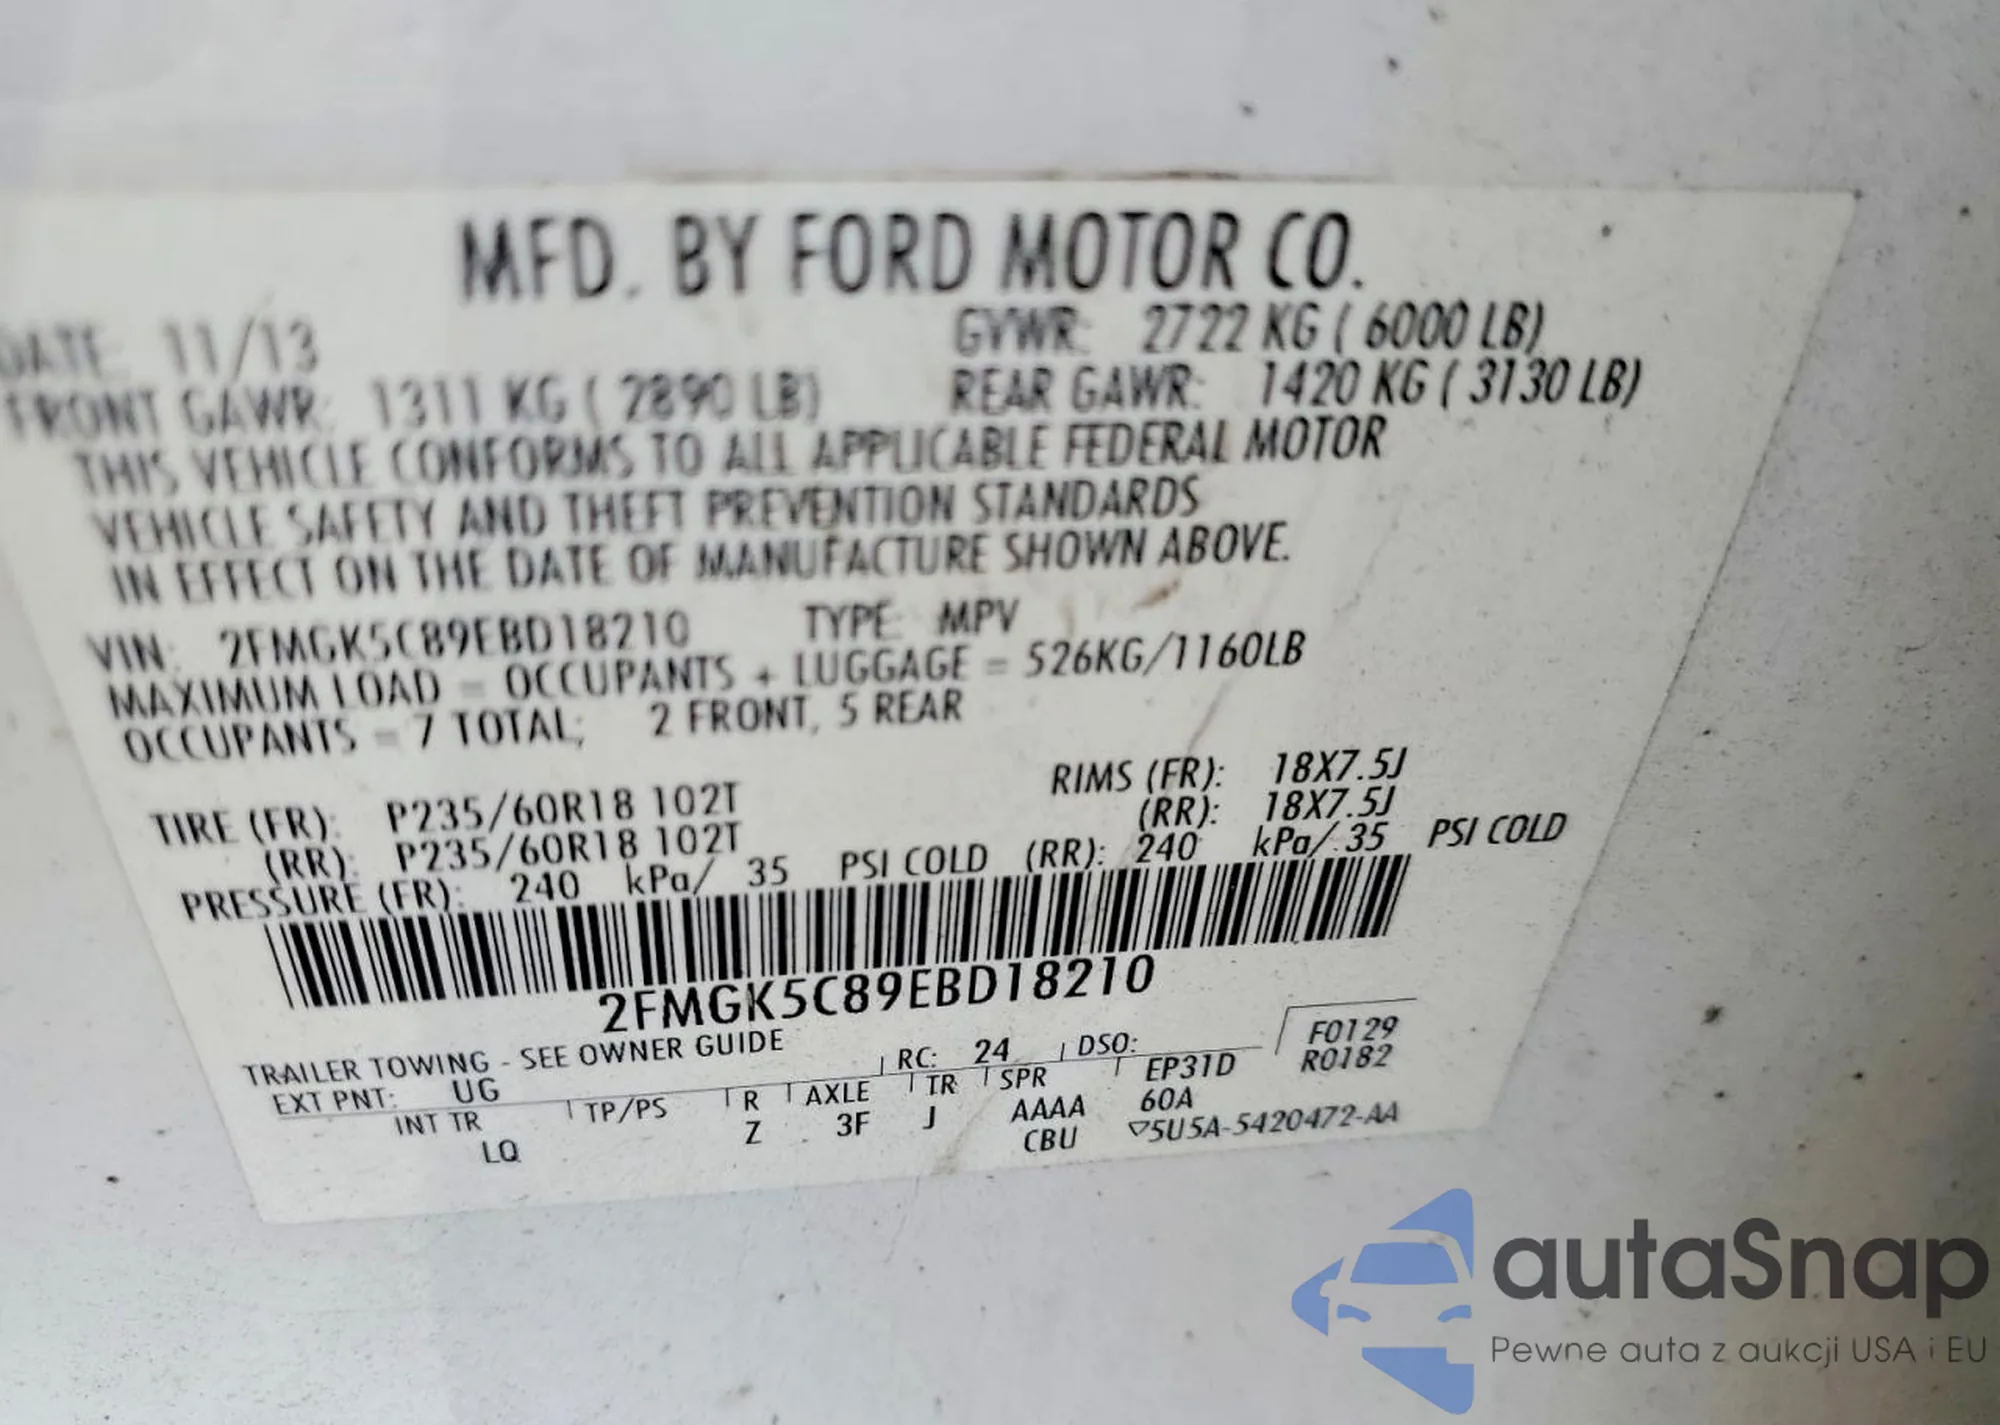 MFD. BY FORD MOTOR CO.
DATE: 11/13 GVWR: 2722 KG ( 6000 LB)
FRONT GAWR: 1311 KG ( 2890 LB) REAR GAWR: 1420 KG ( 3130 LB)
THIS VEHICLE CONFORMS TO ALL APPLICABLE FEDERAL MOTOR
VEHICLE SAFETY AND THEFT PREVENTION STANDARDS
IN EFFECT ON THE DATE OF MANUFACTURE SHOWN ABOVE.
VIN: 2FMGK5C89EBD18210 TYPE: MPV
MAXIMUM LOAD = OCCUPANTS + LUGGAGE = 526KG/1160LB
OCCUPANTS = 7 TOTAL; 2 FRONT, 5 REAR
TIRE (FR): P235/60R18 102T RIMS (FR): 18X7.5J
(RR): P235/60R18 102T (RR): 18X7.5J
PRESSURE (FR): 240 kPa/ 35 PSI COLD (RR): 240 kPa/ 35 PSI COLD
2FMGK5C89EBD18210
TRAILER TOWING - SEE OWNER GUIDE
EXT PNT: UG RC: 24 DSO: F0129
R0182
INT TR TP/PS R AXLE TR SPR EP31D
LQ Z 3F J AAAA 60A
CBU ▽5U5A-5420472-AA
autaSnap
Pewne auta z aukcji USA i EU